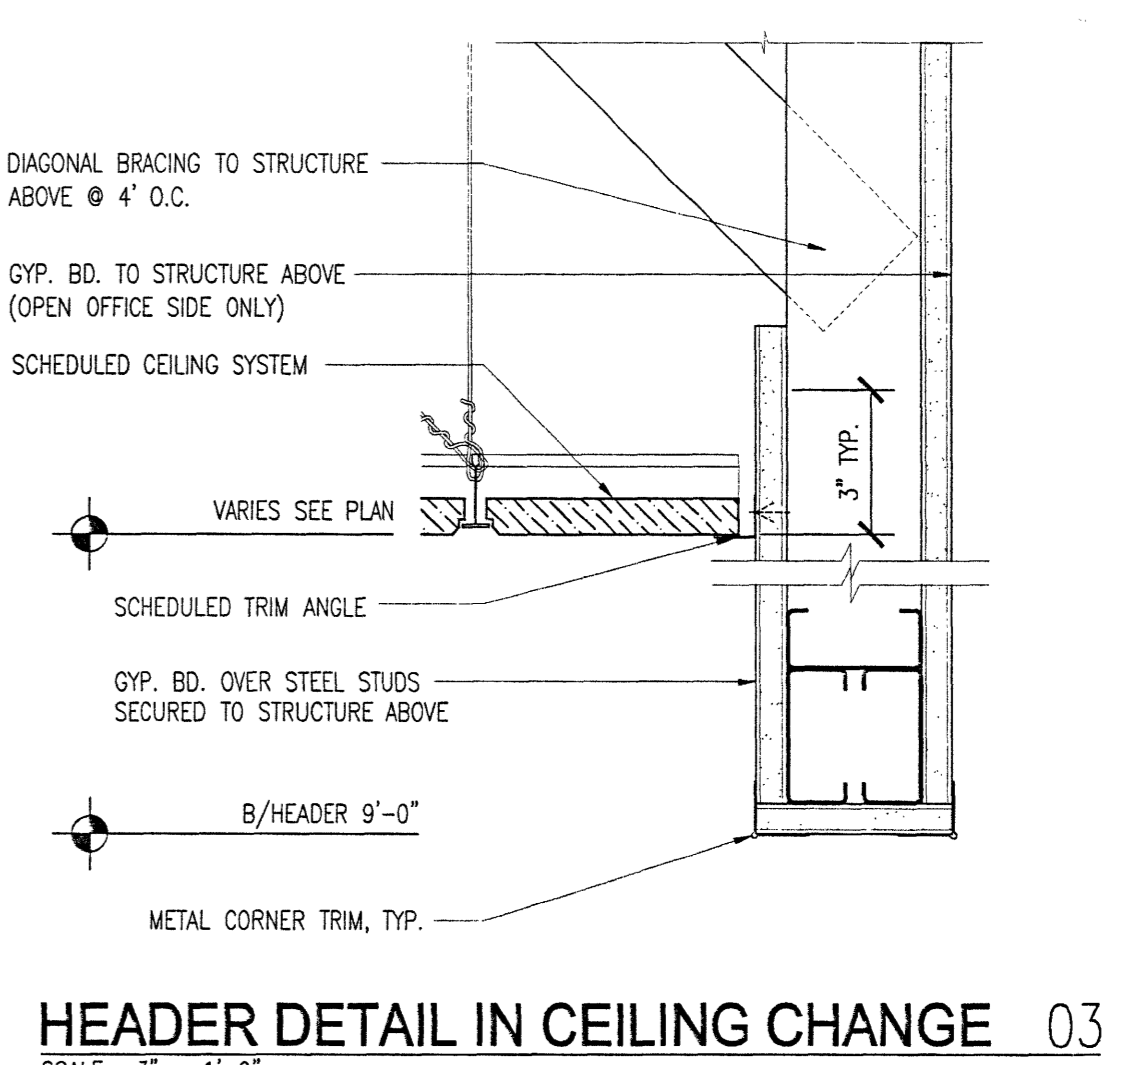 DIAGONAL BRACING TO STRUCTURE
ABOVE @ 4' O.C.
GYP. BD. TO STRUCTURE ABOVE
(OPEN OFFICE SIDE ONLY)
SCHEDULED CEILING SYSTEM
3" TYP.
VARIES SEE PLAN
SCHEDULED TRIM ANGLE
GYP. BD. OVER STEEL STUDS
SECURED TO STRUCTURE ABOVE
B/HEADER 9'-0"
METAL CORNER TRIM, TYP.
HEADER DETAIL IN CEILING CHANGE 03